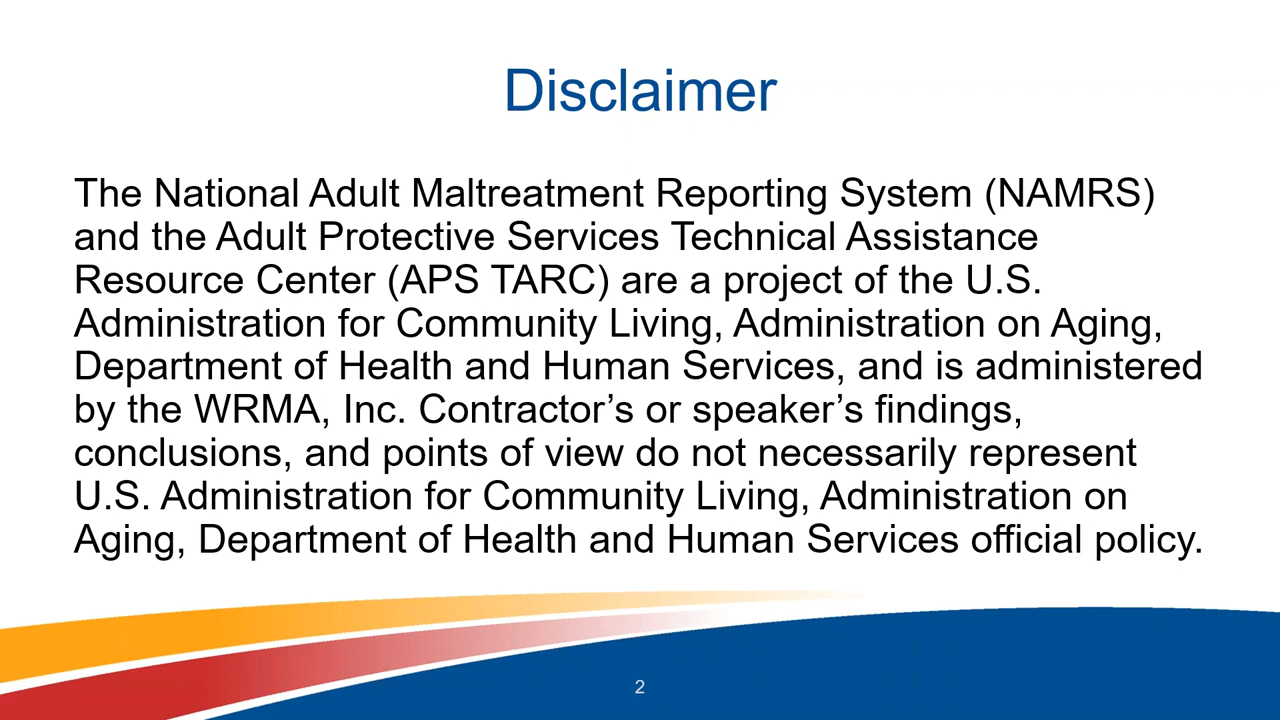 Disclaimer
The National Adult Maltreatment Reporting System (NAMRS)
and the Adult Protective Services Technical Assistance
Resource Center (APS TARC) are a project of the U.S.
Administration for Community Living, Administration on Aging,
Department of Health and Human Services, and is administered
by the WRMA, Inc. Contractor’s or speaker’s findings,
conclusions, and points of view do not necessarily represent
U.S. Administration for Community Living, Administration on
Aging, Department of Health and Human Services official policy.
2